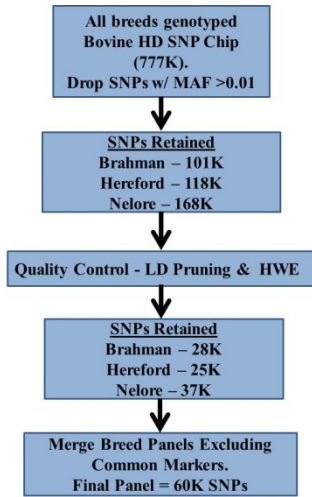 All breeds genotyped
Bovine HD SNP Chip
(777K).
Drop SNPs w/ MAF >0.01
SNPs Retained
Brahman – 101K
Hereford – 118K
Nelore – 168K
Quality Control - LD Pruning & HWE
SNPs Retained
Brahman – 28K
Hereford – 25K
Nelore – 37K
Merge Breed Panels Excluding
Common Markers.
Final Panel = 60K SNPs